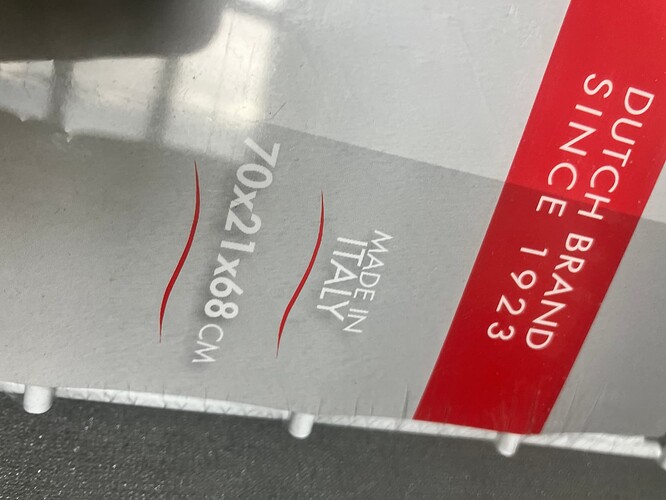 DUTCH BRAND
SINCE 1923
MADE IN
ITALY
70x21x68 CM